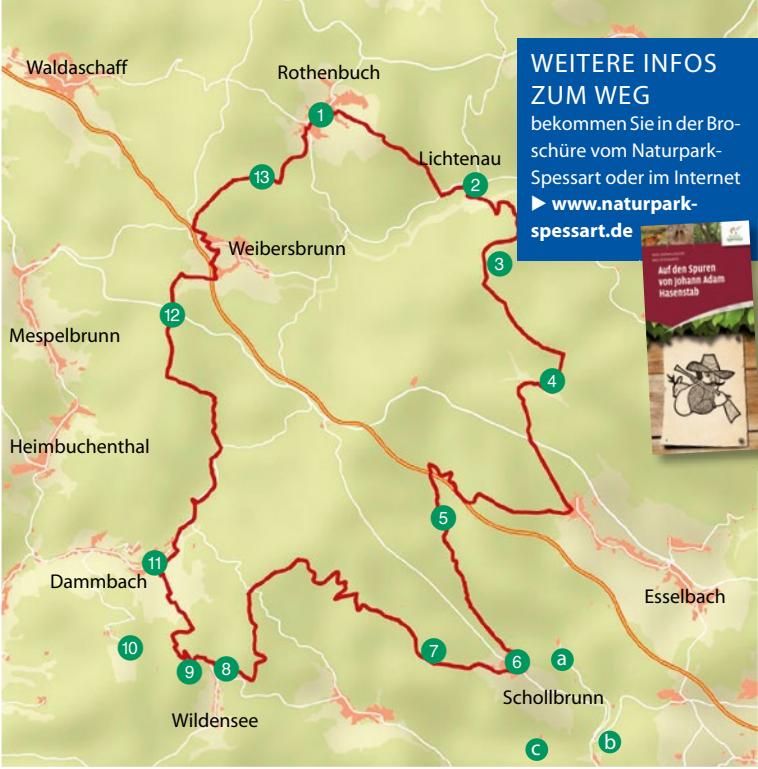 Waldaschaff
Rothenbuch
1
Lichtenau
2
13
3
Weibersbrunn
12
Mespelbrunn
4
Heimbuchenthal
5
11
Dammbach
Esselbach
10
9
8
7
6
a
Schollbrunn
Wildensee
c
b
WEITERE INFOS
ZUM WEG
bekommen Sie in der Bro-
schüre vom Naturpark-
Spessart oder im Internet
▶ www.naturpark-
spessart.de
Auf den Spuren
von Johann Adam
Hasenstab